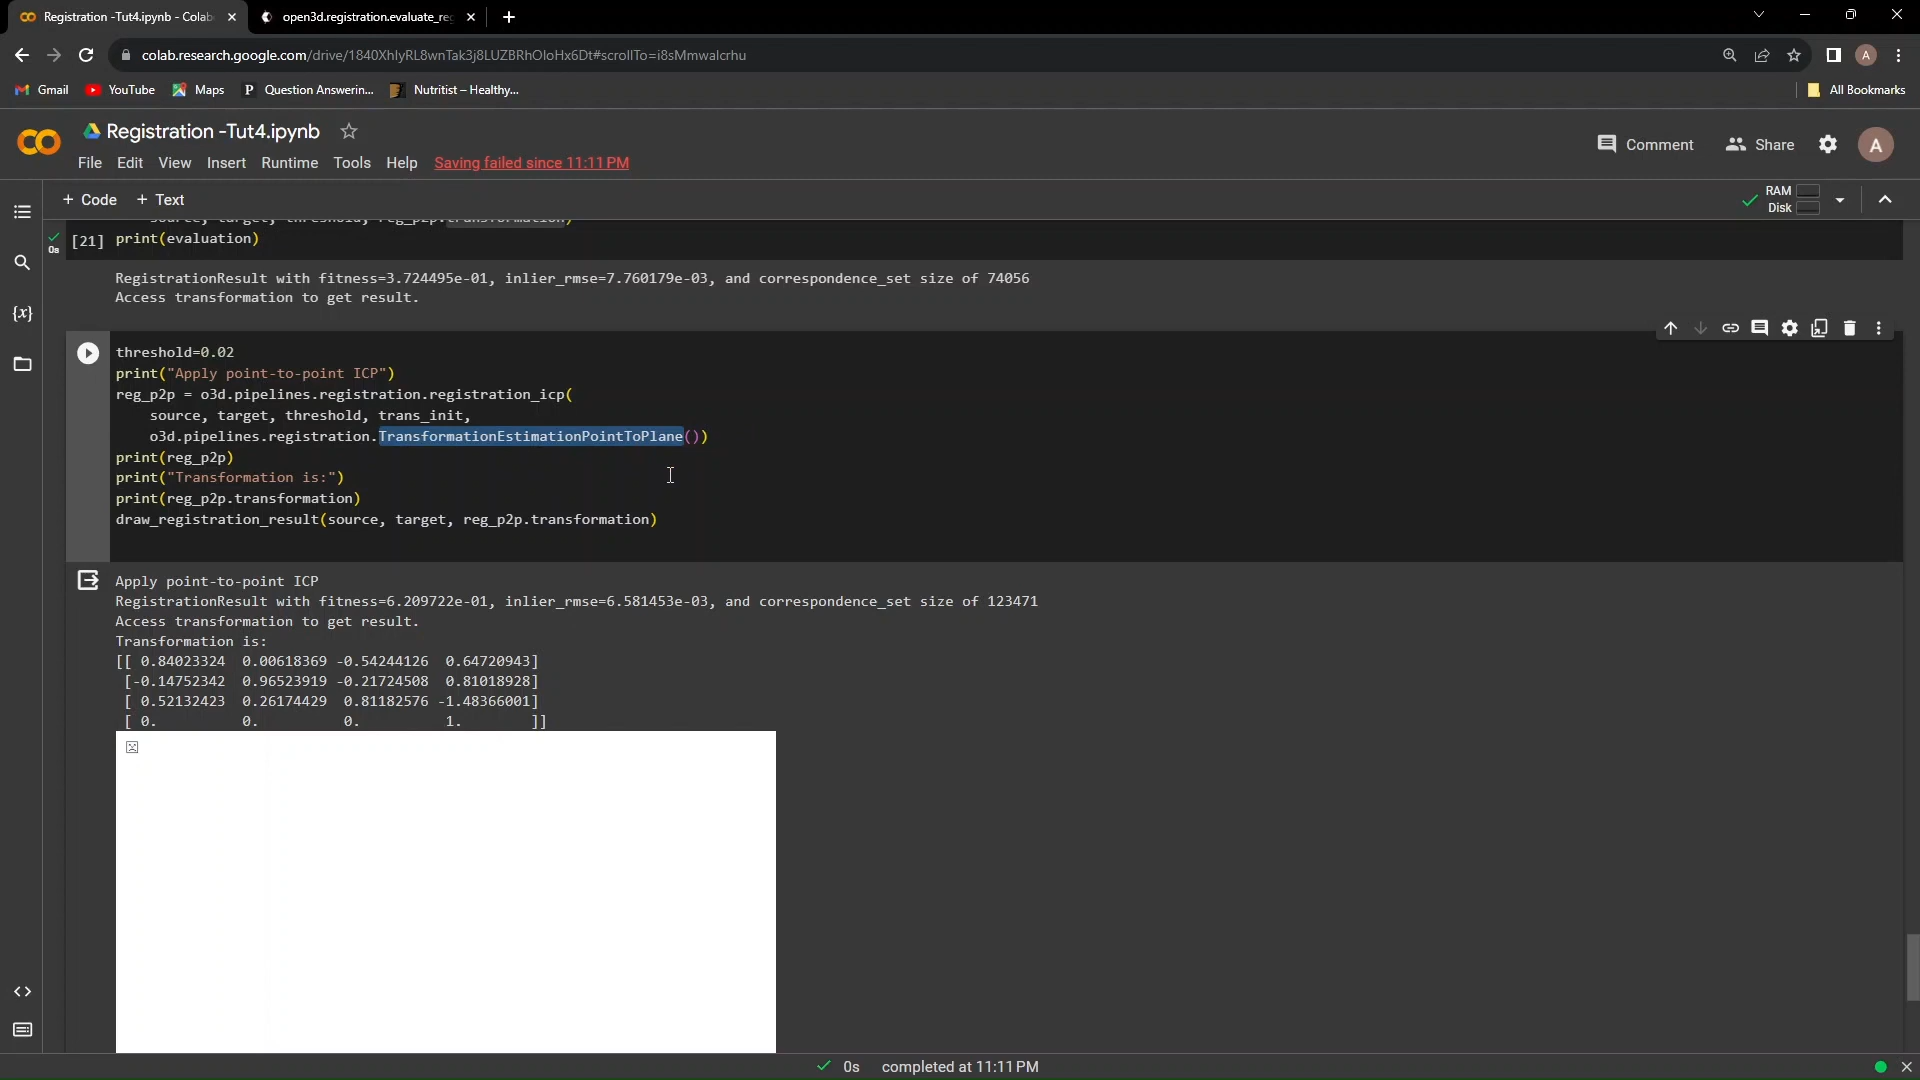 Registration -Tut4.ipynb - Colab
open3d.registration.evaluate_re
colab.research.google.com/drive/1840XhlyRL8wnTak3j8LUZBRhOloHx6Dt#scrollTo=i8sMmwalcrhu
A
Gmail
YouTube
Maps
Question Answerin...
Nutritist – Healthy...
All Bookmarks
Registration -Tut4.ipynb
Comment
Share
A
File Edit View Insert Runtime Tools Help Saving failed since 11:11 PM
+ Code + Text
RAM
Disk
source, target, threshold, reg_p2p.transformation)
0s
[21] print(evaluation)
RegistrationResult with fitness=3.724495e-01, inlier_rmse=7.760179e-03, and correspondence_set size of 74056
Access transformation to get result.
threshold=0.02
print("Apply point-to-point ICP")
reg_p2p = o3d.pipelines.registration.registration_icp(
source, target, threshold, trans_init,
o3d.pipelines.registration.TransformationEstimationPointToPlane())
print(reg_p2p)
print("Transformation is:")
print(reg_p2p.transformation)
draw_registration_result(source, target, reg_p2p.transformation)
Apply point-to-point ICP
RegistrationResult with fitness=6.209722e-01, inlier_rmse=6.581453e-03, and correspondence_set size of 123471
Access transformation to get result.
Transformation is:
[[ 0.84023324 0.00618369 -0.54244126 0.64720943]
[-0.14752342 0.96523919 -0.21724508 0.81018928]
[ 0.52132423 0.26174429 0.81182576 -1.48366001]
[ 0. 0. 0. 1. ]]
0s completed at 11:11 PM